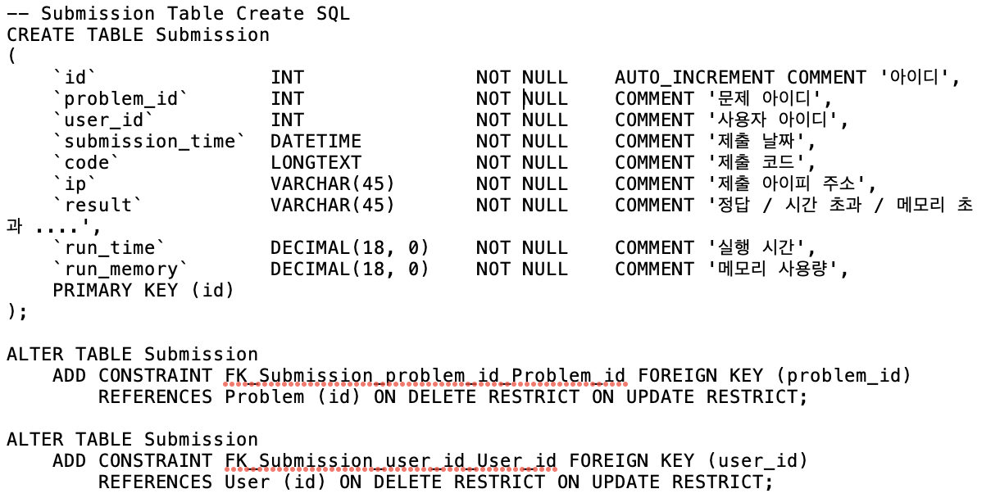 -- Submission Table Create SQL
CREATE TABLE Submission
(
    `id`               INT               NOT NULL    AUTO_INCREMENT COMMENT '아이디',
    `problem_id`       INT               NOT NULL    COMMENT '문제 아이디',
    `user_id`          INT               NOT NULL    COMMENT '사용자 아이디',
    `submission_time`  DATETIME          NOT NULL    COMMENT '제출 날짜',
    `code`             LONGTEXT          NOT NULL    COMMENT '제출 코드',
    `ip`               VARCHAR(45)       NOT NULL    COMMENT '제출 아이피 주소',
    `result`           VARCHAR(45)       NOT NULL    COMMENT '정답 / 시간 초과 / 메모리 초
과 ....',
    `run_time`         DECIMAL(18, 0)    NOT NULL    COMMENT '실행 시간',
    `run_memory`       DECIMAL(18, 0)    NOT NULL    COMMENT '메모리 사용량',
    PRIMARY KEY (id)
);

ALTER TABLE Submission
    ADD CONSTRAINT FK_Submission_problem_id_Problem_id FOREIGN KEY (problem_id)
        REFERENCES Problem (id) ON DELETE RESTRICT ON UPDATE RESTRICT;

ALTER TABLE Submission
    ADD CONSTRAINT FK_Submission_user_id_User_id FOREIGN KEY (user_id)
        REFERENCES User (id) ON DELETE RESTRICT ON UPDATE RESTRICT;